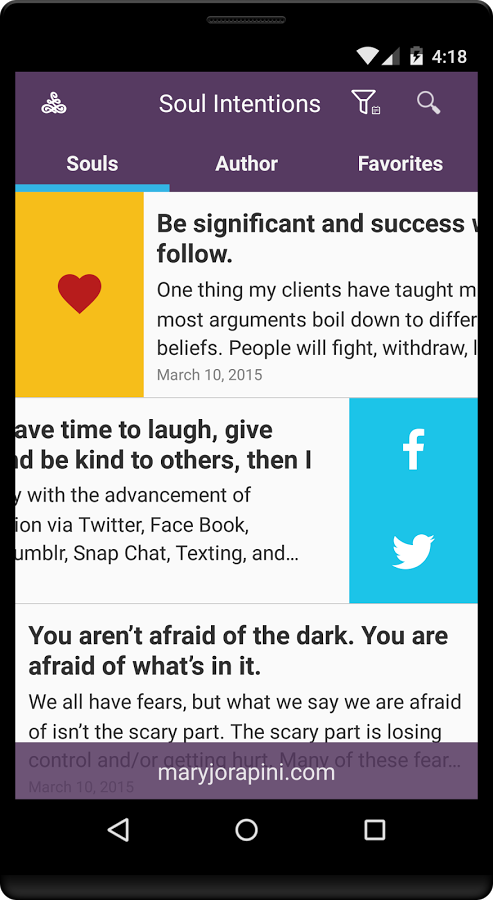 4:18
Soul Intentions
Souls
Author
Favorites
Be significant and success
follow.
One thing my clients have taught
most arguments boil down to
beliefs. People will fight, withdraw,
March 10, 2015
time to laugh, give
be kind to others, then I
with the advancement of
via Twitter, Face Book,
Snap Chat, Texting, and…
You aren’t afraid of the dark. You are
afraid of what’s in it.
We all have fears, but what we say we are afraid
of isn’t the scary part. The scary part is losing
control and/or getting hurt. Many of these fear…
maryjorapini.com
March 10, 2015